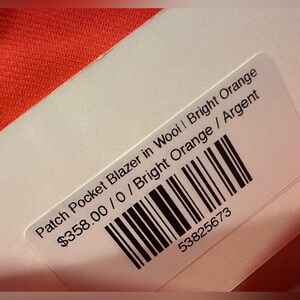 Patch Pocket Blazer in Wool | Bright Orange
$358.00 / 0 / Bright Orange / Argent
53825673